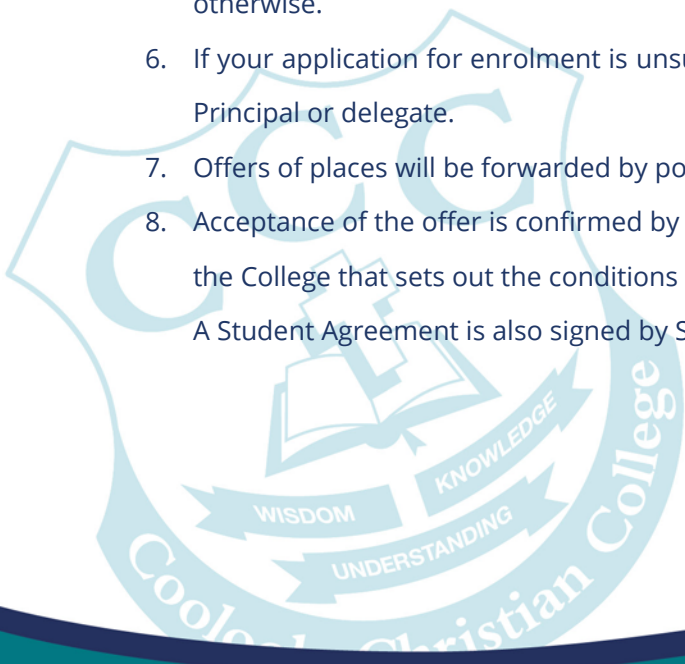 otherwise.
6. If your application for enrolment is
Principal or delegate.
7. Offers of places will be forwarded by
8. Acceptance of the offer is confirmed by
the College that sets out the conditions
A Student Agreement is also signed by
CCC
WISDOM
KNOWLEDGE
UNDERSTANDING
Christian College